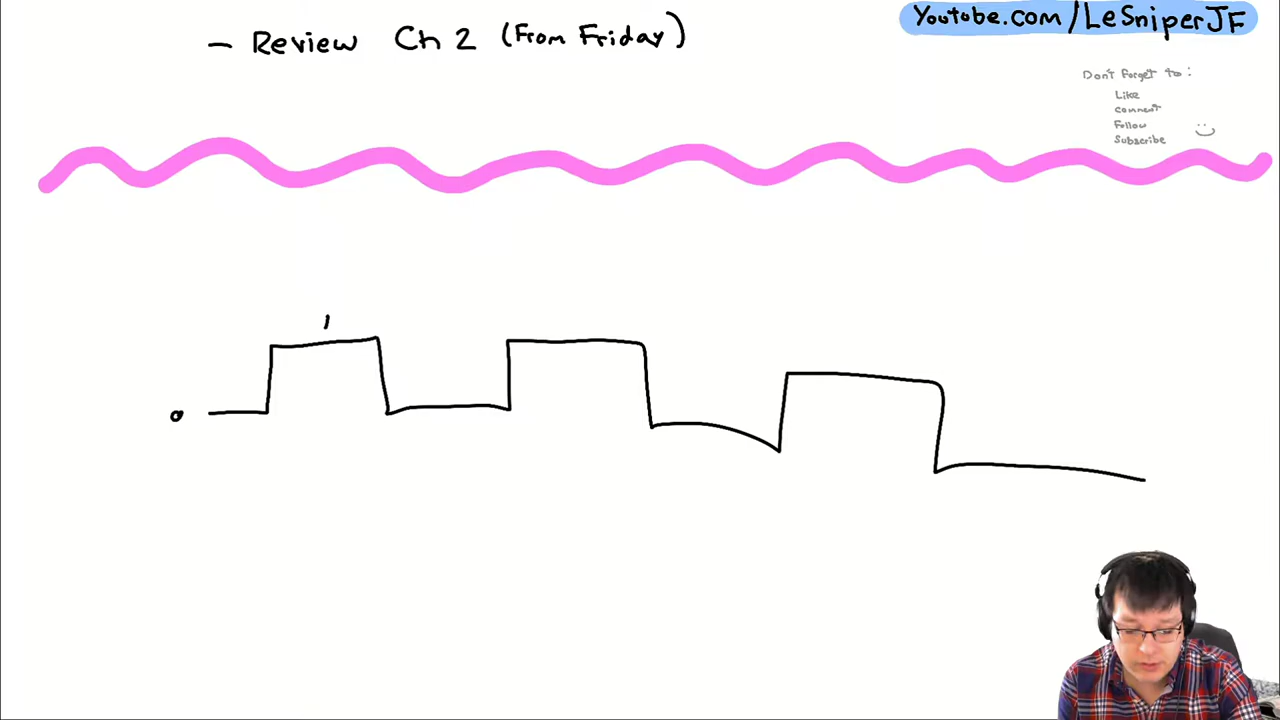 - Review Ch 2 (From Friday)
Youtube.com/LeSniperJF
Don't Forget to:
Like
comment
Follow
Subscribe
1
0